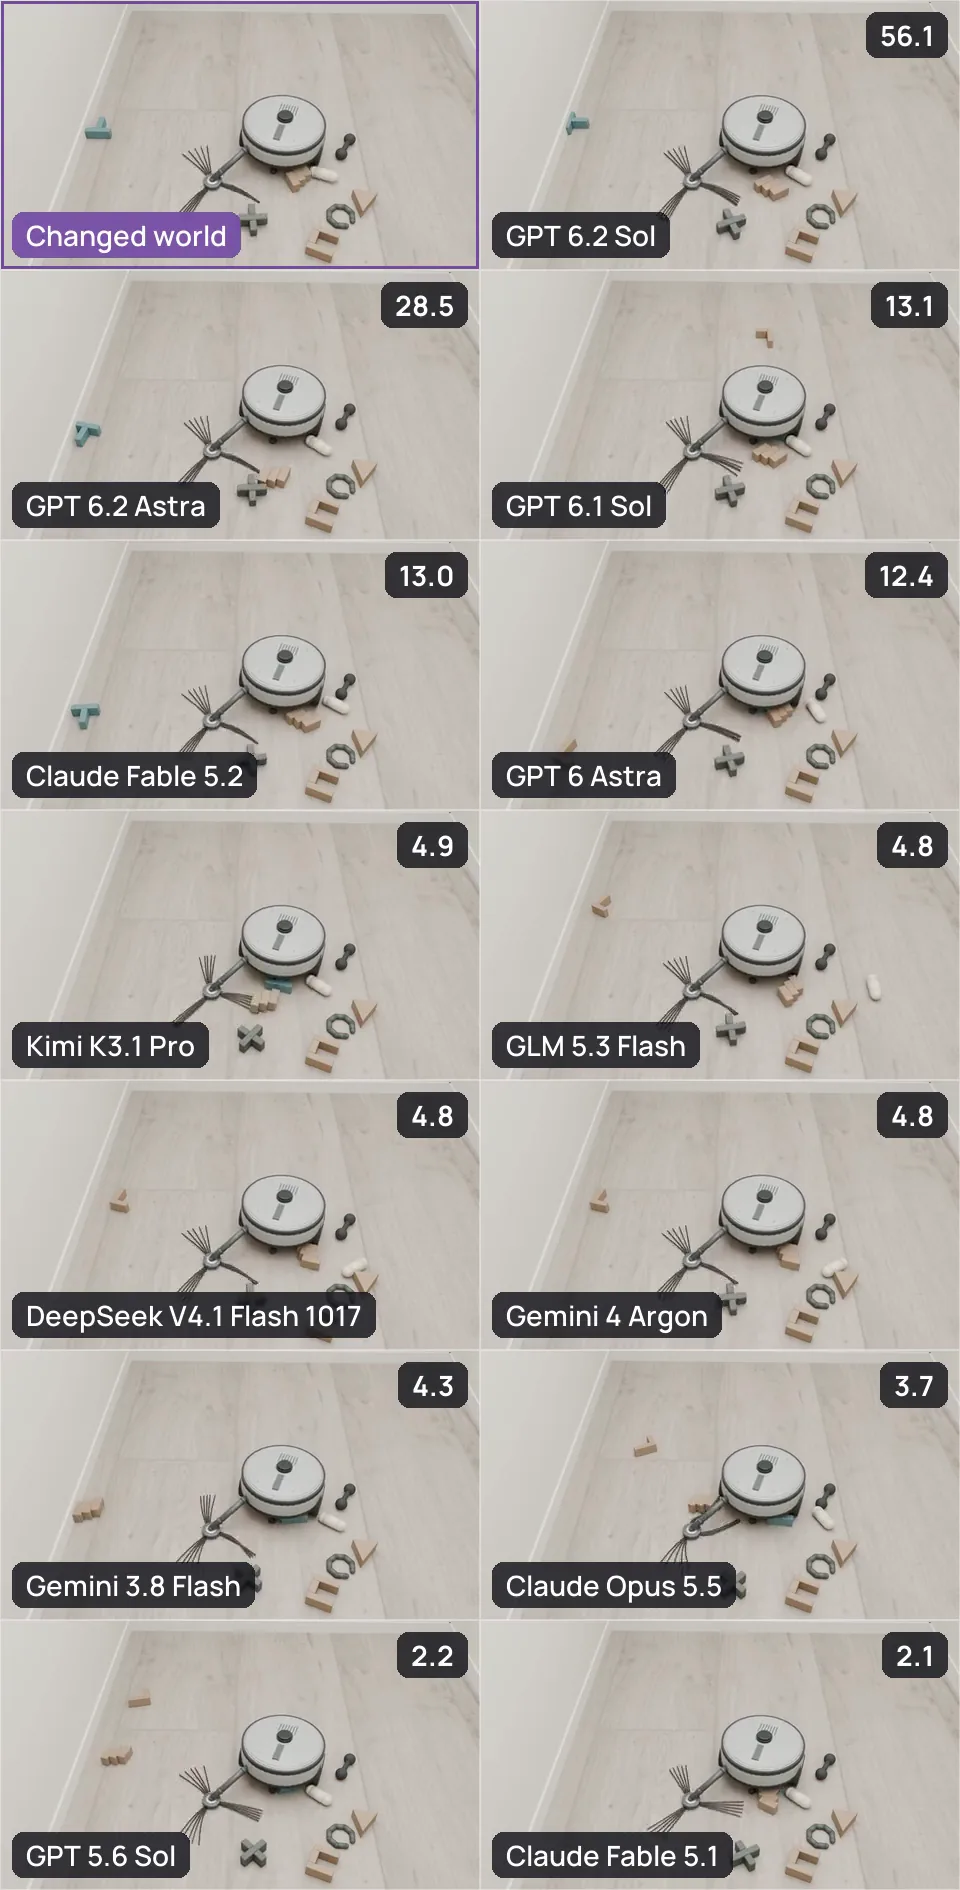 Changed world
56.1
GPT 6.2 Sol
28.5
GPT 6.2 Astra
13.1
GPT 6.1 Sol
13.0
Claude Fable 5.2
12.4
GPT 6 Astra
4.9
Kimi K3.1 Pro
4.8
GLM 5.3 Flash
4.8
DeepSeek V4.1 Flash 1017
4.8
Gemini 4 Argon
4.3
Gemini 3.8 Flash
3.7
Claude Opus 5.5
2.2
GPT 5.6 Sol
2.1
Claude Fable 5.1